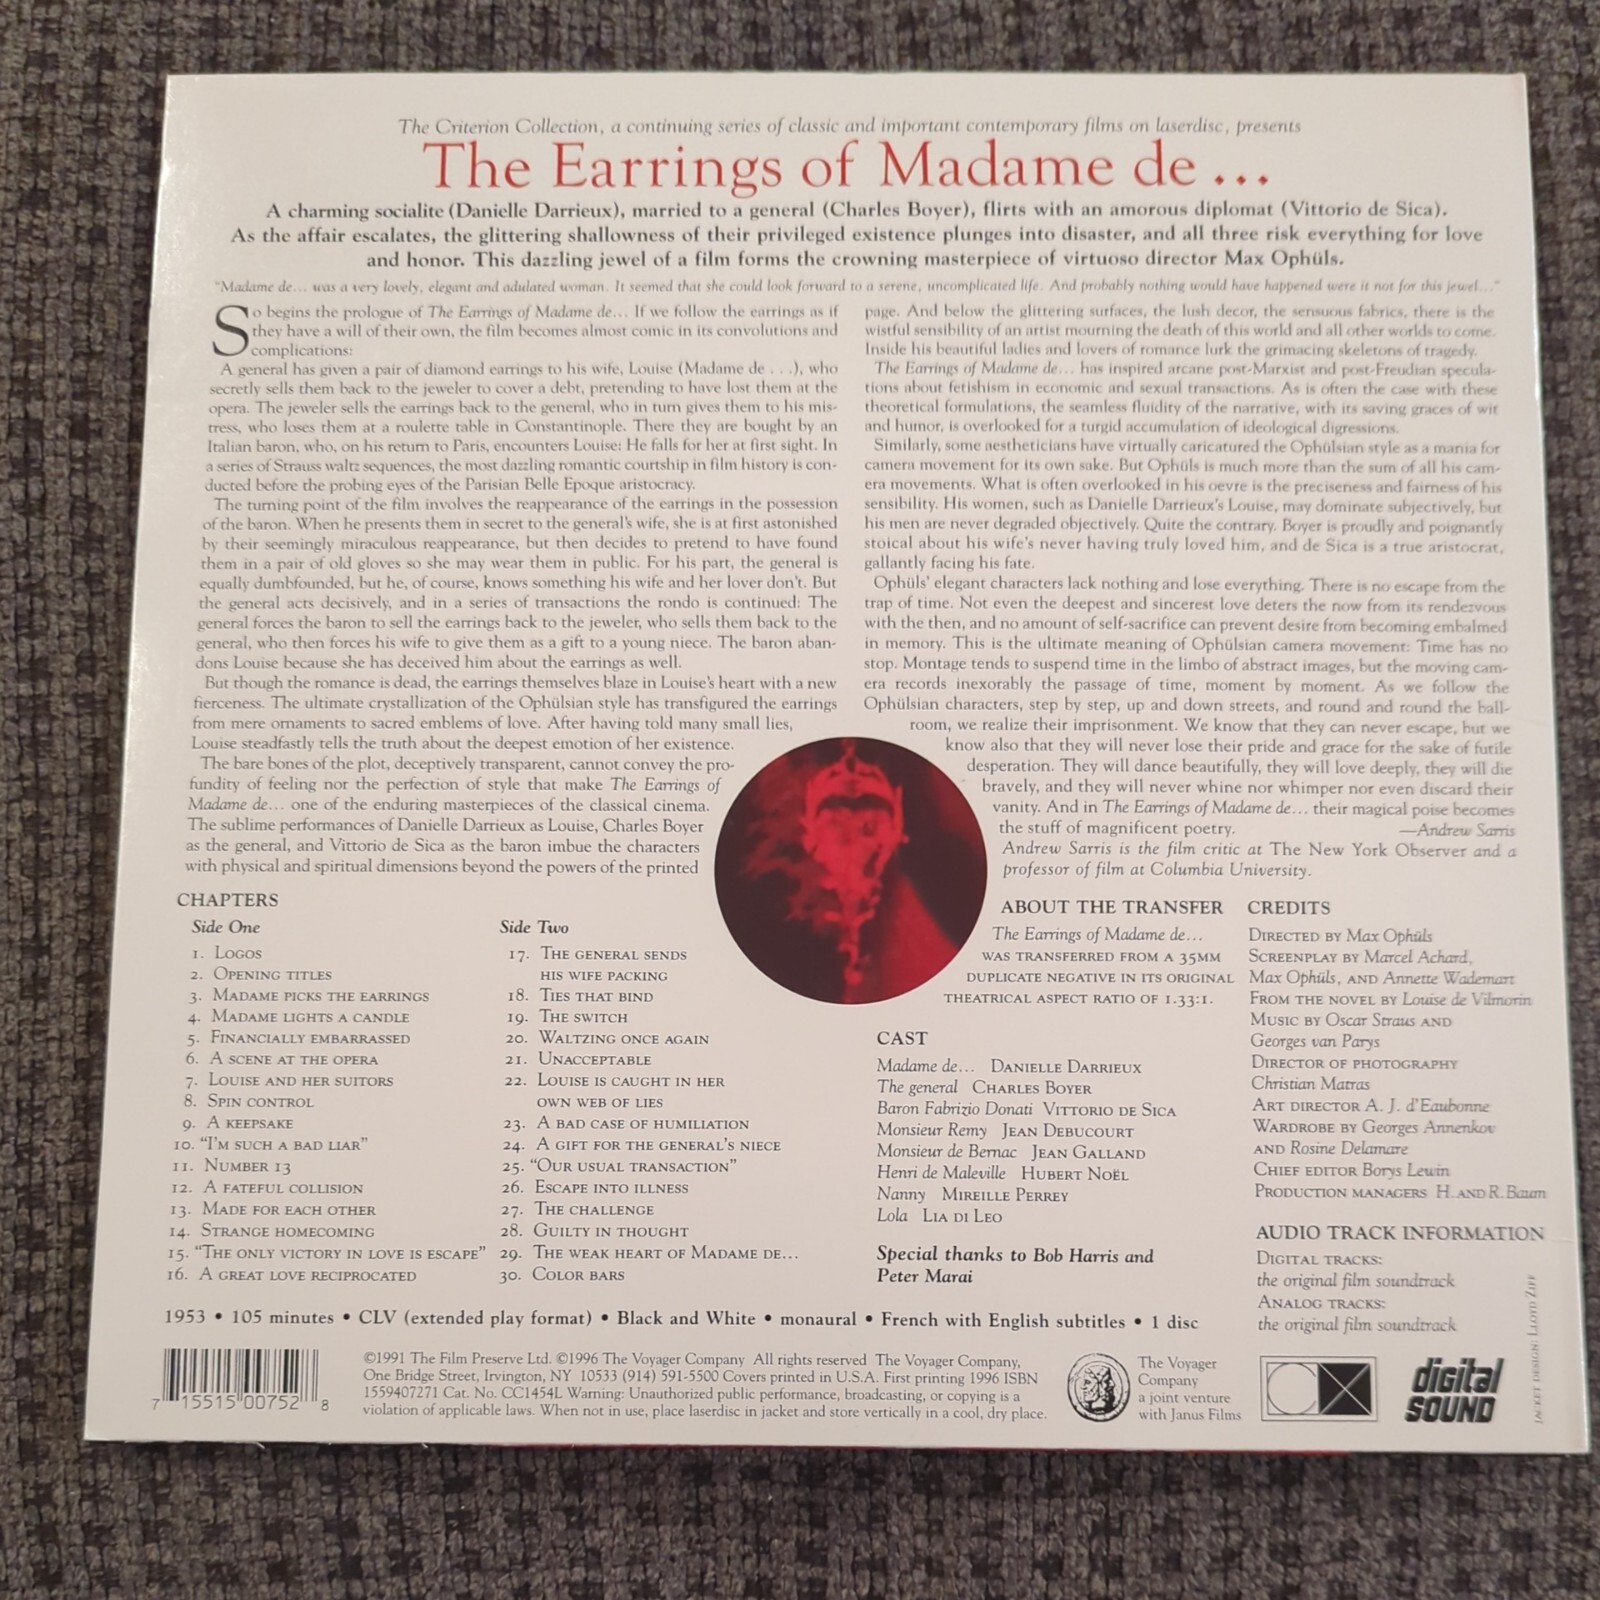 The Criterion Collection, a continuing series of classic and important contemporary films on laserdisc, presents
The Earrings of Madame de...
A charming socialite (Danielle Darrieux), married to a general (Charles Boyer), flirts with an amorous diplomat (Vittorio de Sica).
As the affair escalates, the glittering shallowness of their privileged existence plunges into disaster, and all three risk everything for love
and honor. This dazzling jewel of a film forms the crowning masterpiece of virtuoso director Max Ophüls.
"Madame de... was a very lovely, elegant and adulated woman. It seemed that she could look forward to a serene, uncomplicated life. And probably nothing would have happened were it not for this jewel..."
So begins the prologue of The Earrings of Madame de... If we follow the earrings as if
they have a will of their own, the film becomes almost comic in its convolutions and
complications:
A general has given a pair of diamond earrings to his wife, Louise (Madame de . . .), who
secretly sells them back to the jeweler to cover a debt, pretending to have lost them at the
opera. The jeweler sells the earrings back to the general, who in turn gives them to his mis-
tress, who loses them at a roulette table in Constantinople. There they are bought by an
Italian baron, who, on his return to Paris, encounters Louise: He falls for her at first sight. In
a series of Strauss waltz sequences, the most dazzling romantic courtship in film history is con-
ducted before the probing eyes of the Parisian Belle Epoque aristocracy.
The turning point of the film involves the reappearance of the earrings in the possession
of the baron. When he presents them in secret to the general's wife, she is at first astonished
by their seemingly miraculous reappearance, but then decides to pretend to have found
them in a pair of old gloves so she may wear them in public. For his part, the general is
equally dumbfounded, but he, of course, knows something his wife and her lover don't. But
the general acts decisively, and in a series of transactions the rondo is continued: The
general forces the baron to sell the earrings back to the jeweler, who sells them back to the
general, who then forces his wife to give them as a gift to a young niece. The baron aban-
dons Louise because she has deceived him about the earrings as well.
But though the romance is dead, the earrings themselves blaze in Louise's heart with a new
fierceness. The ultimate crystallization of the Ophülsian style has transfigured the earrings
from mere ornaments to sacred emblems of love. After having told many small lies,
Louise steadfastly tells the truth about the deepest emotion of her existence.
The bare bones of the plot, deceptively transparent, cannot convey the pro-
fundity of feeling nor the perfection of style that make The Earrings of
Madame de... one of the enduring masterpieces of the classical cinema.
The sublime performances of Danielle Darrieux as Louise, Charles Boyer
as the general, and Vittorio de Sica as the baron imbue the characters
with physical and spiritual dimensions beyond the powers of the printed
page. And below the glittering surfaces, the lush decor, the sensuous fabrics, there is the
wistful sensibility of an artist mourning the death of this world and all other worlds to come.
Inside his beautiful ladies and lovers of romance lurk the grimacing skeletons of tragedy.
The Earrings of Madame de... has inspired arcane post-Marxist and post-Freudian specula-
tions about fetishism in economic and sexual transactions. As is often the case with these
theoretical formulations, the seamless fluidity of the narrative, with its saving graces of wit
and humor, is overlooked for a turgid accumulation of ideological digressions.
Similarly, some aestheticians have virtually caricatured the Ophülsian style as a mania for
camera movement for its own sake. But Ophüls is much more than the sum of all his cam-
era movements. What is often overlooked in his oevre is the preciseness and fairness of his
sensibility. His women, such as Danielle Darrieux's Louise, may dominate subjectively, but
his men are never degraded objectively. Quite the contrary. Boyer is proudly and poignantly
stoical about his wife's never having truly loved him, and de Sica is a true aristocrat,
gallantly facing his fate.
Ophüls' elegant characters lack nothing and lose everything. There is no escape from the
trap of time. Not even the deepest and sincerest love deters the now from its rendezvous
with the then, and no amount of self-sacrifice can prevent desire from becoming embalmed
in memory. This is the ultimate meaning of Ophülsian camera movement: Time has no
stop. Montage tends to suspend time in the limbo of abstract images, but the moving cam-
era records inexorably the passage of time, moment by moment. As we follow the
Ophülsian characters, step by step, up and down streets, and round and round the ball-
room, we realize their imprisonment. We know that they can never escape, but we
know also that they will never lose their pride and grace for the sake of futile
desperation. They will dance beautifully, they will love deeply, they will die
bravely, and they will never whine nor whimper nor even discard their
vanity. And in The Earrings of Madame de... their magical poise becomes
the stuff of magnificent poetry. —Andrew Sarris
Andrew Sarris is the film critic at The New York Observer and a
professor of film at Columbia University.
CHAPTERS
Side One
1. LOGOS
2. OPENING TITLES
3. MADAME PICKS THE EARRINGS
4. MADAME LIGHTS A CANDLE
5. FINANCIALLY EMBARRASSED
6. A SCENE AT THE OPERA
7. LOUISE AND HER SUITORS
8. SPIN CONTROL
9. A KEEPSAKE
10. "I'M SUCH A BAD LIAR"
11. NUMBER 13
12. A FATEFUL COLLISION
13. MADE FOR EACH OTHER
14. STRANGE HOMECOMING
15. "THE ONLY VICTORY IN LOVE IS ESCAPE"
16. A GREAT LOVE RECIPROCATED
Side Two
17. THE GENERAL SENDS
HIS WIFE PACKING
18. TIES THAT BIND
19. THE SWITCH
20. WALTZING ONCE AGAIN
21. UNACCEPTABLE
22. LOUISE IS CAUGHT IN HER
OWN WEB OF LIES
23. A BAD CASE OF HUMILIATION
24. A GIFT FOR THE GENERAL'S NIECE
25. "OUR USUAL TRANSACTION"
26. ESCAPE INTO ILLNESS
27. THE CHALLENGE
28. GUILTY IN THOUGHT
29. THE WEAK HEART OF MADAME DE...
30. COLOR BARS
ABOUT THE TRANSFER
The Earrings of Madame de...
WAS TRANSFERRED FROM A 35MM
DUPLICATE NEGATIVE IN ITS ORIGINAL
THEATRICAL ASPECT RATIO OF 1.33:1.
CAST
Madame de... DANIELLE DARRIEUX
The general CHARLES BOYER
Baron Fabrizio Donati VITTORIO DE SICA
Monsieur Remy JEAN DEBUCOURT
Monsieur de Bernac JEAN GALLAND
Henri de Maleville HUBERT NOËL
Nanny MIREILLE PERREY
Lola LIA DI LEO
Special thanks to Bob Harris and
Peter Marai
CREDITS
DIRECTED BY Max Ophüls
SCREENPLAY BY Marcel Achard,
Max Ophüls, AND Annette Wademant
FROM THE NOVEL BY Louise de Vilmorin
MUSIC BY Oscar Straus AND
Georges van Parys
DIRECTOR OF PHOTOGRAPHY
Christian Matras
ART DIRECTOR A. J. d'Eaubonne
WARDROBE BY Georges Annenkov
AND Rosine Delamare
CHIEF EDITOR Borys Lewin
PRODUCTION MANAGERS H. AND R. Baum
AUDIO TRACK INFORMATION
DIGITAL TRACKS:
the original film soundtrack
ANALOG TRACKS:
the original film soundtrack
1953 • 105 minutes • CLV (extended play format) • Black and White • monaural • French with English subtitles • 1 disc
7 15515 00752 8
©1991 The Film Preserve Ltd. ©1996 The Voyager Company All rights reserved The Voyager Company,
One Bridge Street, Irvington, NY 10533 (914) 591-5500 Covers printed in U.S.A. First printing 1996 ISBN
1559407271 Cat. No. CC1454L Warning: Unauthorized public performance, broadcasting, or copying is a
violation of applicable laws. When not in use, place laserdisc in jacket and store vertically in a cool, dry place.
The Voyager
Company
a joint venture
with Janus Films
digital
SOUND
JACKET DESIGN: LLOYD ZIFF